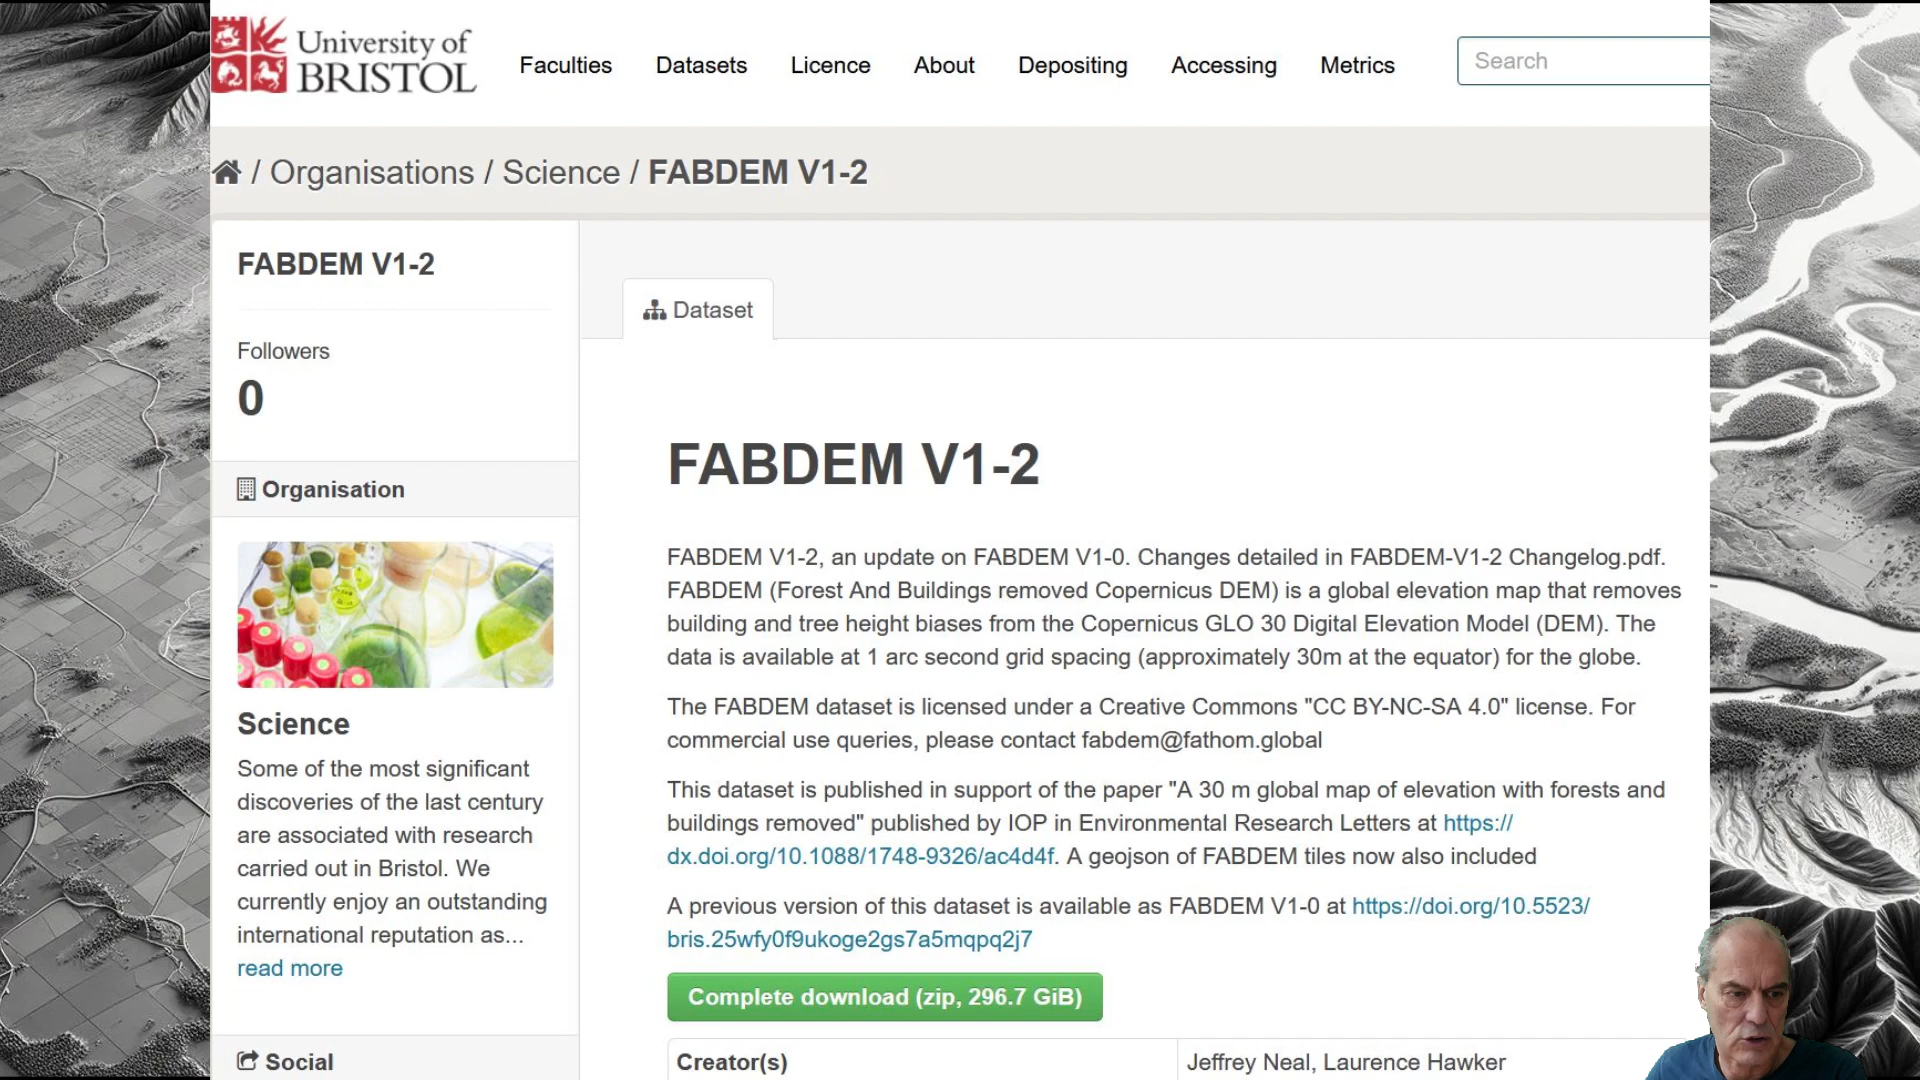 University of
BRISTOL
Faculties
Datasets
Licence
About
Depositing
Accessing
Metrics
Search
/ Organisations / Science / FABDEM V1-2
FABDEM V1-2
Followers
0
Organisation
Science
Some of the most significant
discoveries of the last century
are associated with research
carried out in Bristol. We
currently enjoy an outstanding
international reputation as...
read more
Social
Dataset
FABDEM V1-2
FABDEM V1-2, an update on FABDEM V1-0. Changes detailed in FABDEM-V1-2 Changelog.pdf.
FABDEM (Forest And Buildings removed Copernicus DEM) is a global elevation map that removes
building and tree height biases from the Copernicus GLO 30 Digital Elevation Model (DEM). The
data is available at 1 arc second grid spacing (approximately 30m at the equator) for the globe.
The FABDEM dataset is licensed under a Creative Commons "CC BY-NC-SA 4.0" license. For
commercial use queries, please contact fabdem@fathom.global
This dataset is published in support of the paper "A 30 m global map of elevation with forests and
buildings removed" published by IOP in Environmental Research Letters at https://
dx.doi.org/10.1088/1748-9326/ac4d4f. A geojson of FABDEM tiles now also included
A previous version of this dataset is available as FABDEM V1-0 at https://doi.org/10.5523/
bris.25wfy0f9ukoge2gs7a5mqpq2j7
Complete download (zip, 296.7 GiB)
Creator(s)
Jeffrey Neal, Laurence Hawker